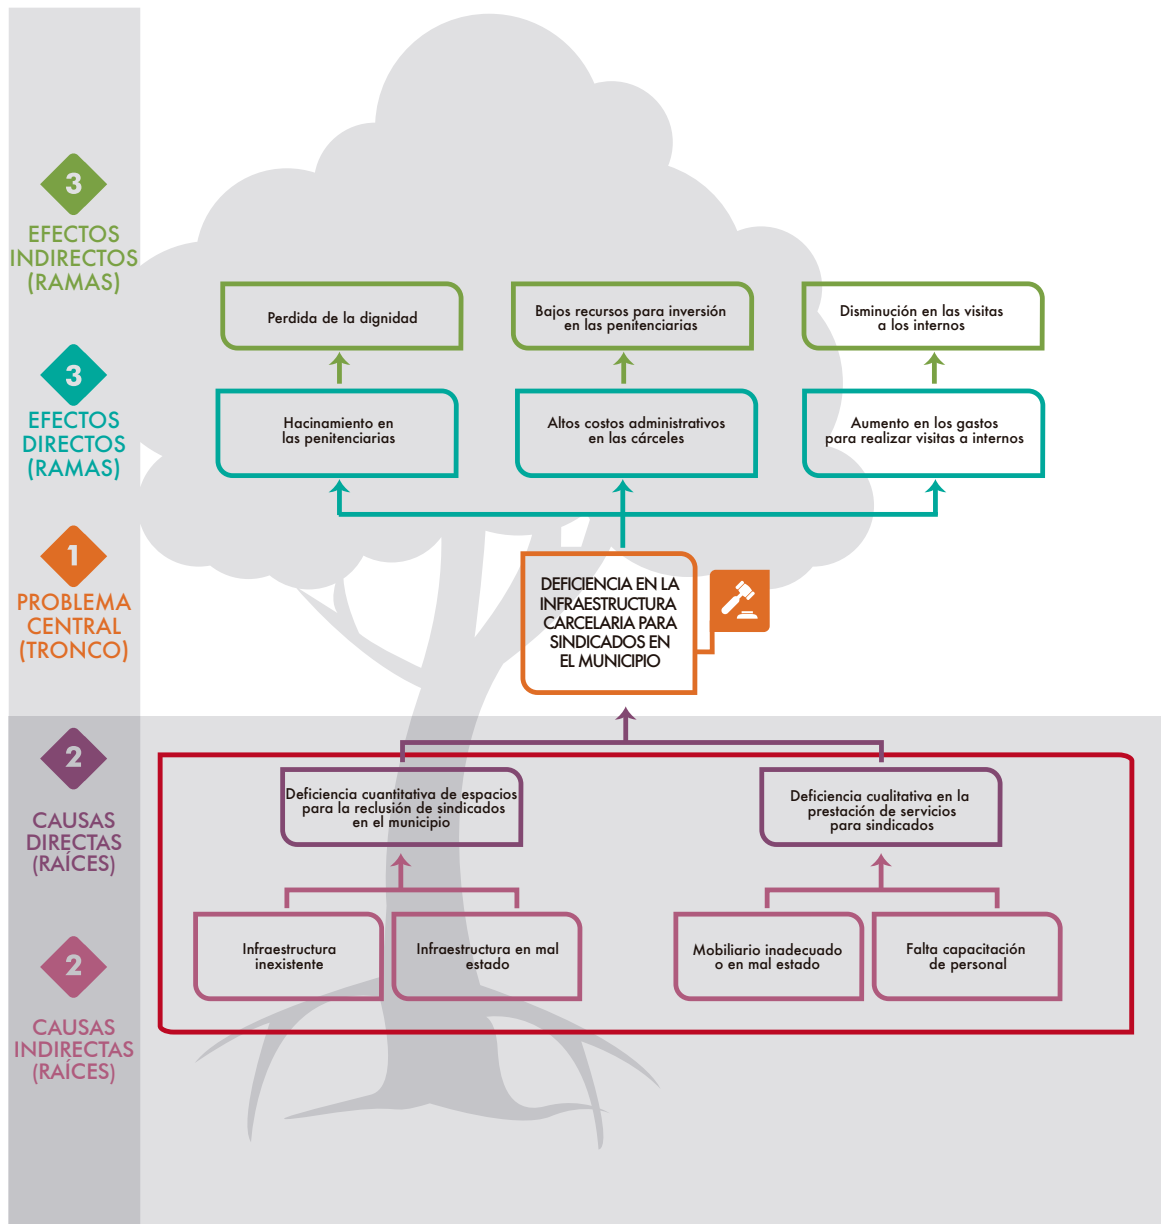 3
EFECTOS
INDIRECTOS
(RAMAS)
Perdida de la dignidad
Bajos recursos para inversión
en las penitenciarias
Disminución en las visitas
a los internos
3
EFECTOS
DIRECTOS
(RAMAS)
Hacinamiento en
las penitenciarias
Altos costos administrativos
en las cárceles
Aumento en los gastos
para realizar visitas a internos
1
PROBLEMA
CENTRAL
(TRONCO)
DEFICIENCIA EN LA
INFRAESTRUCTURA
CARCELARIA PARA
SINDICADOS EN
EL MUNICIPIO
2
CAUSAS
DIRECTAS
(RAÍCES)
Deficiencia cuantitativa de espacios
para la reclusión de sindicados
en el municipio
Deficiencia cualitativa en la
prestación de servicios
para sindicados
2
CAUSAS
INDIRECTAS
(RAÍCES)
Infraestructura
inexistente
Infraestructura en mal
estado
Mobiliario inadecuado
o en mal estado
Falta capacitación
de personal